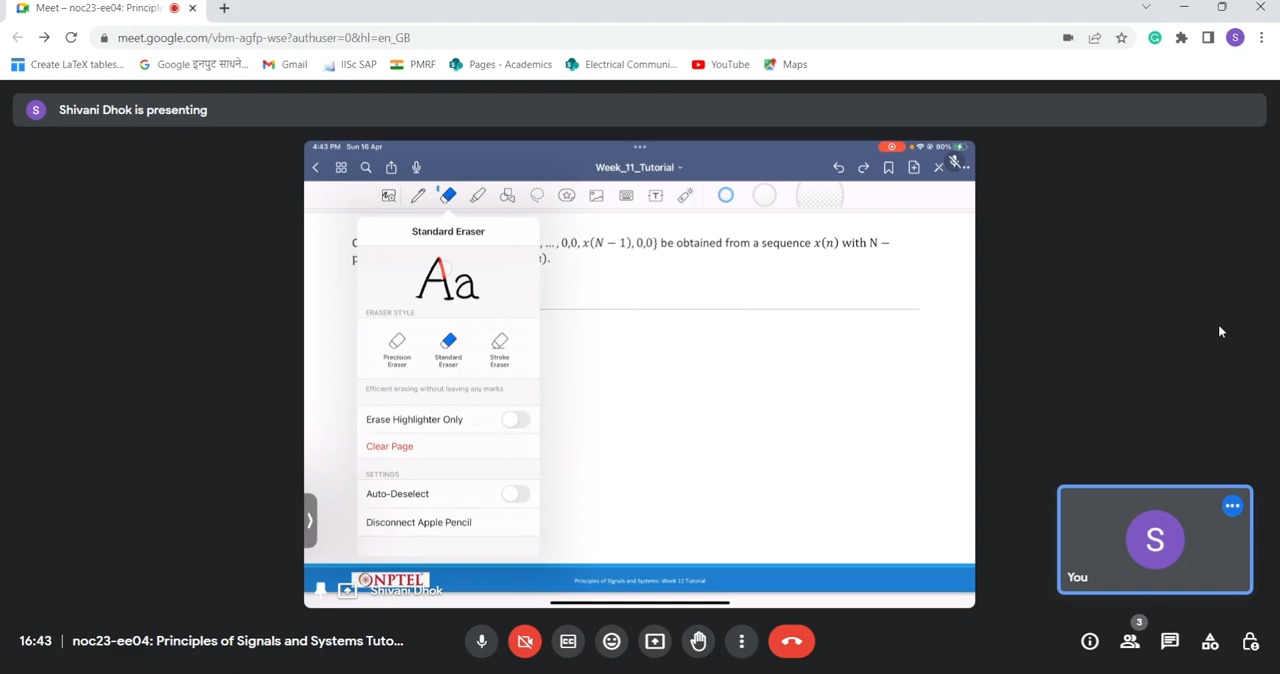 Meet – noc23-ee04: Principle
meet.google.com/vbm-agfp-wse?authuser=0&hl=en_GB
S
Create LaTeX tables...
Google इनपुट साधने...
Gmail
IISc SAP
PMRF
Pages - Academics
Electrical Communi...
YouTube
Maps
S
Shivani Dhok is presenting
4:43 PM Sun 16 Apr
80%
Week_11_Tutorial
Standard Eraser
Aa
ERASER STYLE
Precision Eraser
Standard Eraser
Stroke Eraser
Efficient erasing without leaving any marks
Erase Highlighter Only
Clear Page
SETTINGS
Auto-Deselect
Disconnect Apple Pencil
, ..., 0,0, x(N − 1), 0,0} be obtained from a sequence x(n) with N −
NPTEL
Shivani Dhok
Principles of Signals and Systems: Week 11 Tutorial
S
You
16:43 | noc23-ee04: Principles of Signals and Systems Tuto...
3